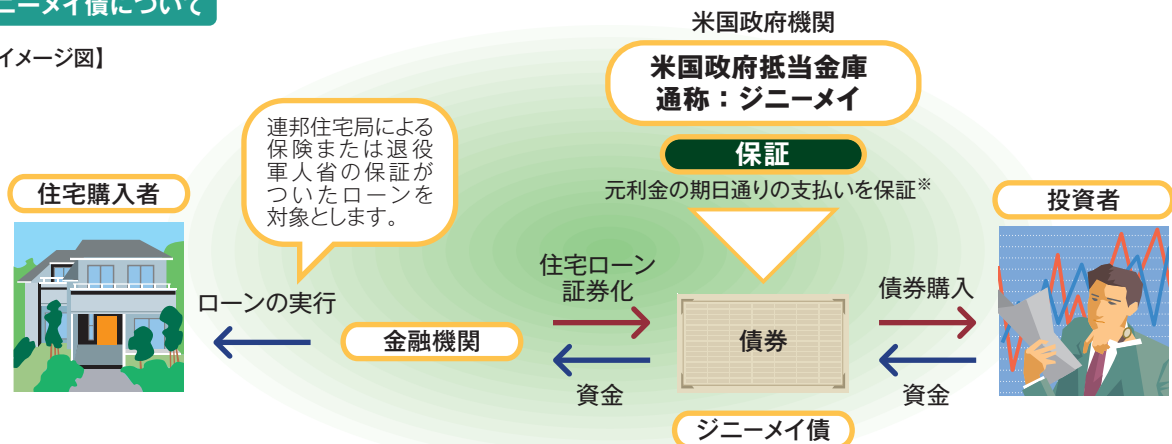 ニーメイ債について
イメージ図】
米国政府機関
米国政府抵当金庫
通称：ジニーメイ
保証
元利金の期日通りの支払いを保証※
連邦住宅局による
保険または退役
軍人省の保証が
ついたローンを
対象とします。
住宅購入者
投資者
ローンの実行
金融機関
住宅ローン
証券化
資金
債券
債券購入
資金
ジニーメイ債